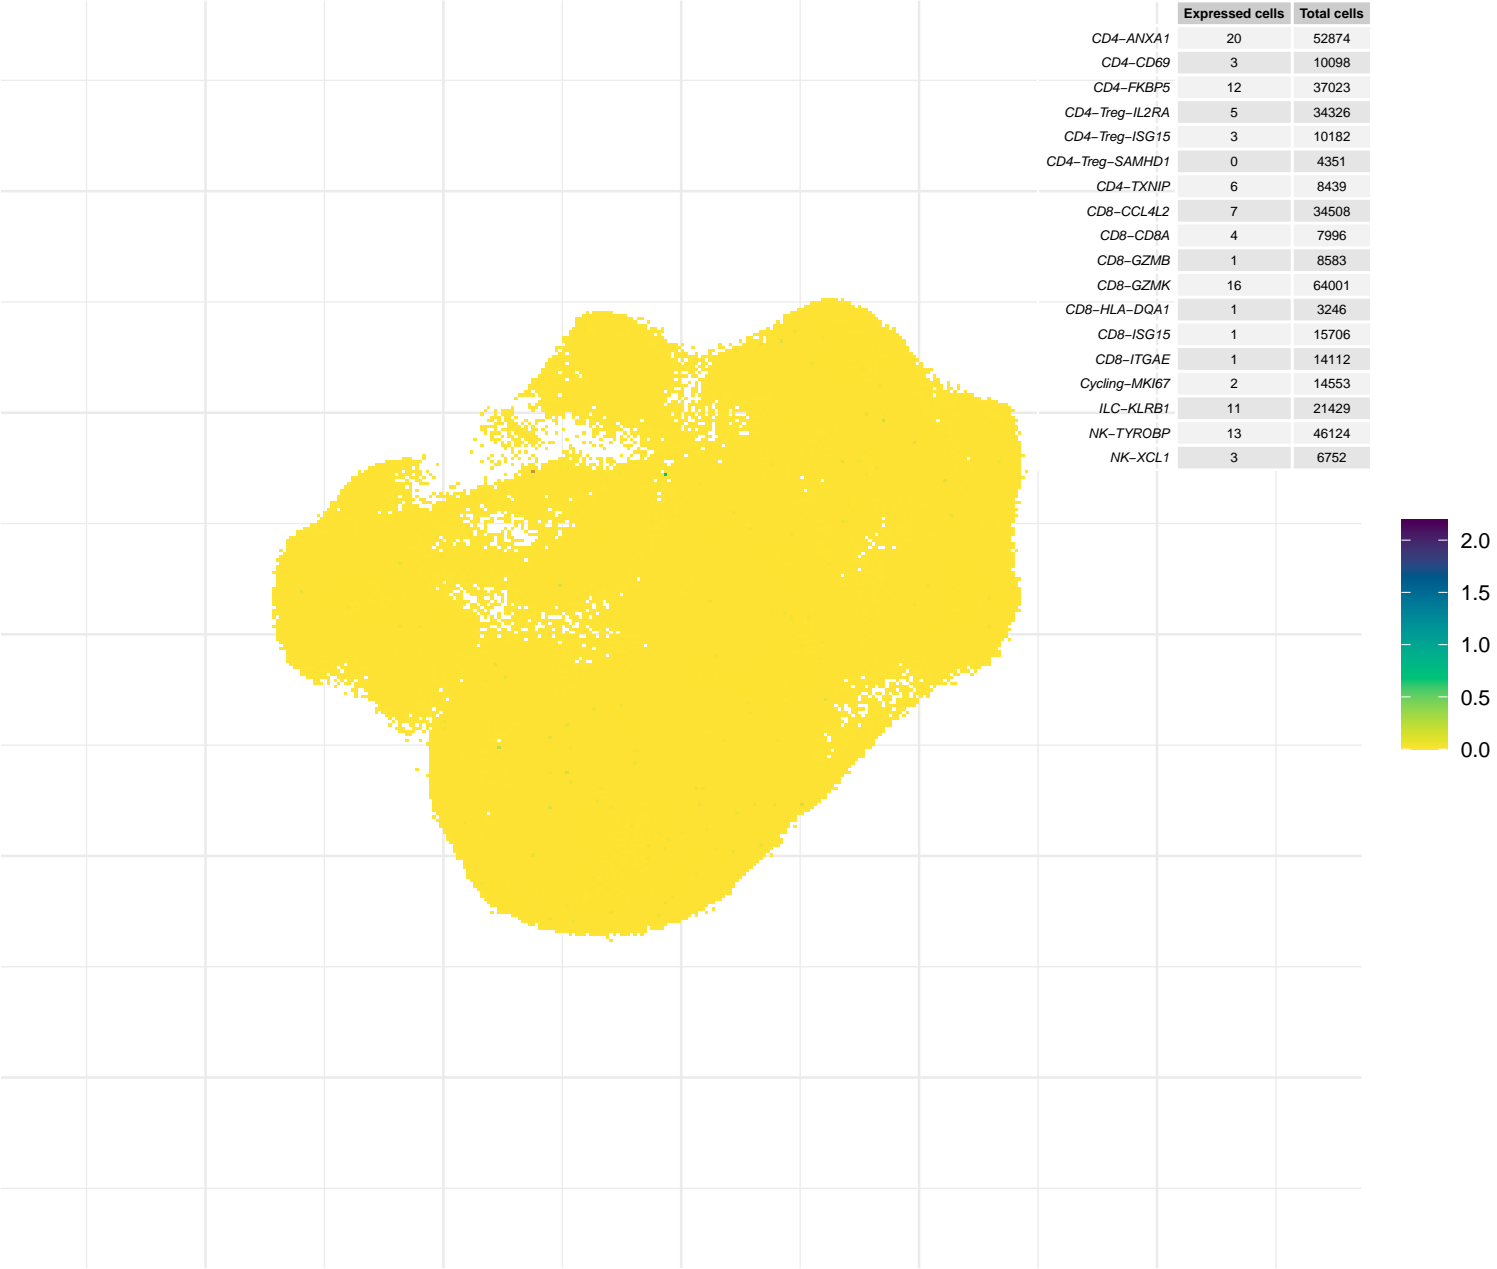 Expressed cells Total cells
CD4−ANXA1 20 52874
CD4−CD69 3 10098
CD4−FKBP5 12 37023
CD4−Treg−IL2RA 5 34326
CD4−Treg−ISG15 3 10182
CD4−Treg−SAMHD1 0 4351
CD4−TXNIP 6 8439
CD8−CCL4L2 7 34508
CD8−CD8A 4 7996
CD8−GZMB 1 8583
CD8−GZMK 16 64001
CD8−HLA−DQA1 1 3246
CD8−ISG15 1 15706
CD8−ITGAE 1 14112
Cycling−MKI67 2 14553
ILC−KLRB1 11 21429
NK−TYROBP 13 46124
NK−XCL1 3 6752
2.0
1.5
1.0
0.5
0.0